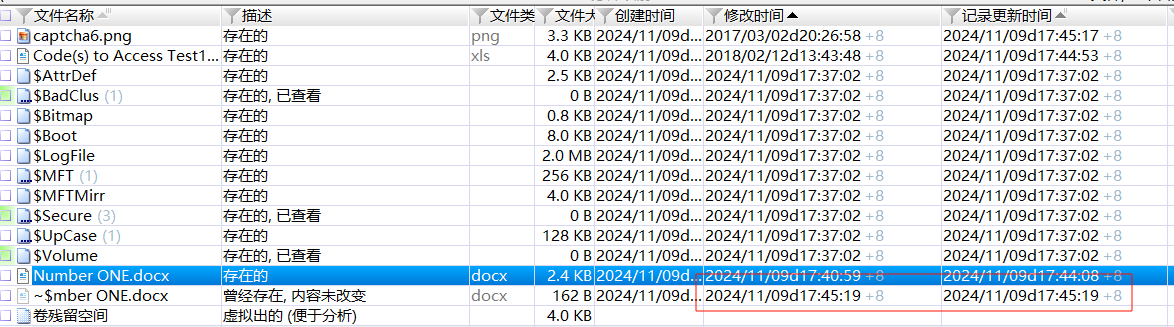 文件名称 描述 文件类 文件大 创建时间 修改时间 记录更新时间
captcha6.png 存在的 png 3.3 KB 2024/11/09d... 2017/03/02d20:26:58 +8 2024/11/09d17:45:17 +8
Code(s) to Access Test1... 存在的 xls 4.0 KB 2024/11/09d... 2018/02/12d13:43:48 +8 2024/11/09d17:44:53 +8
$AttrDef 存在的 2.5 KB 2024/11/09d... 2024/11/09d17:37:02 +8 2024/11/09d17:37:02 +8
$BadClus (1) 存在的, 已查看 0 B 2024/11/09d... 2024/11/09d17:37:02 +8 2024/11/09d17:37:02 +8
$Bitmap 存在的 0.8 KB 2024/11/09d... 2024/11/09d17:37:02 +8 2024/11/09d17:37:02 +8
$Boot 存在的 8.0 KB 2024/11/09d... 2024/11/09d17:37:02 +8 2024/11/09d17:37:02 +8
$LogFile 存在的 2.0 MB 2024/11/09d... 2024/11/09d17:37:02 +8 2024/11/09d17:37:02 +8
$MFT (1) 存在的 256 KB 2024/11/09d... 2024/11/09d17:37:02 +8 2024/11/09d17:37:02 +8
$MFTMirr 存在的 4.0 KB 2024/11/09d... 2024/11/09d17:37:02 +8 2024/11/09d17:37:02 +8
$Secure (3) 存在的, 已查看 0 B 2024/11/09d... 2024/11/09d17:37:02 +8 2024/11/09d17:37:02 +8
$UpCase (1) 存在的 128 KB 2024/11/09d... 2024/11/09d17:37:02 +8 2024/11/09d17:37:02 +8
$Volume 存在的, 已查看 0 B 2024/11/09d... 2024/11/09d17:37:02 +8 2024/11/09d17:37:02 +8
Number ONE.docx 存在的 docx 2.4 KB 2024/11/09d... 2024/11/09d17:40:59 +8 2024/11/09d17:44:08 +8
~$mber ONE.docx 曾经存在, 内容未改变 docx 162 B 2024/11/09d... 2024/11/09d17:45:19 +8 2024/11/09d17:45:19 +8
卷残留空间 虚拟出的 (便于分析) 4.0 KB